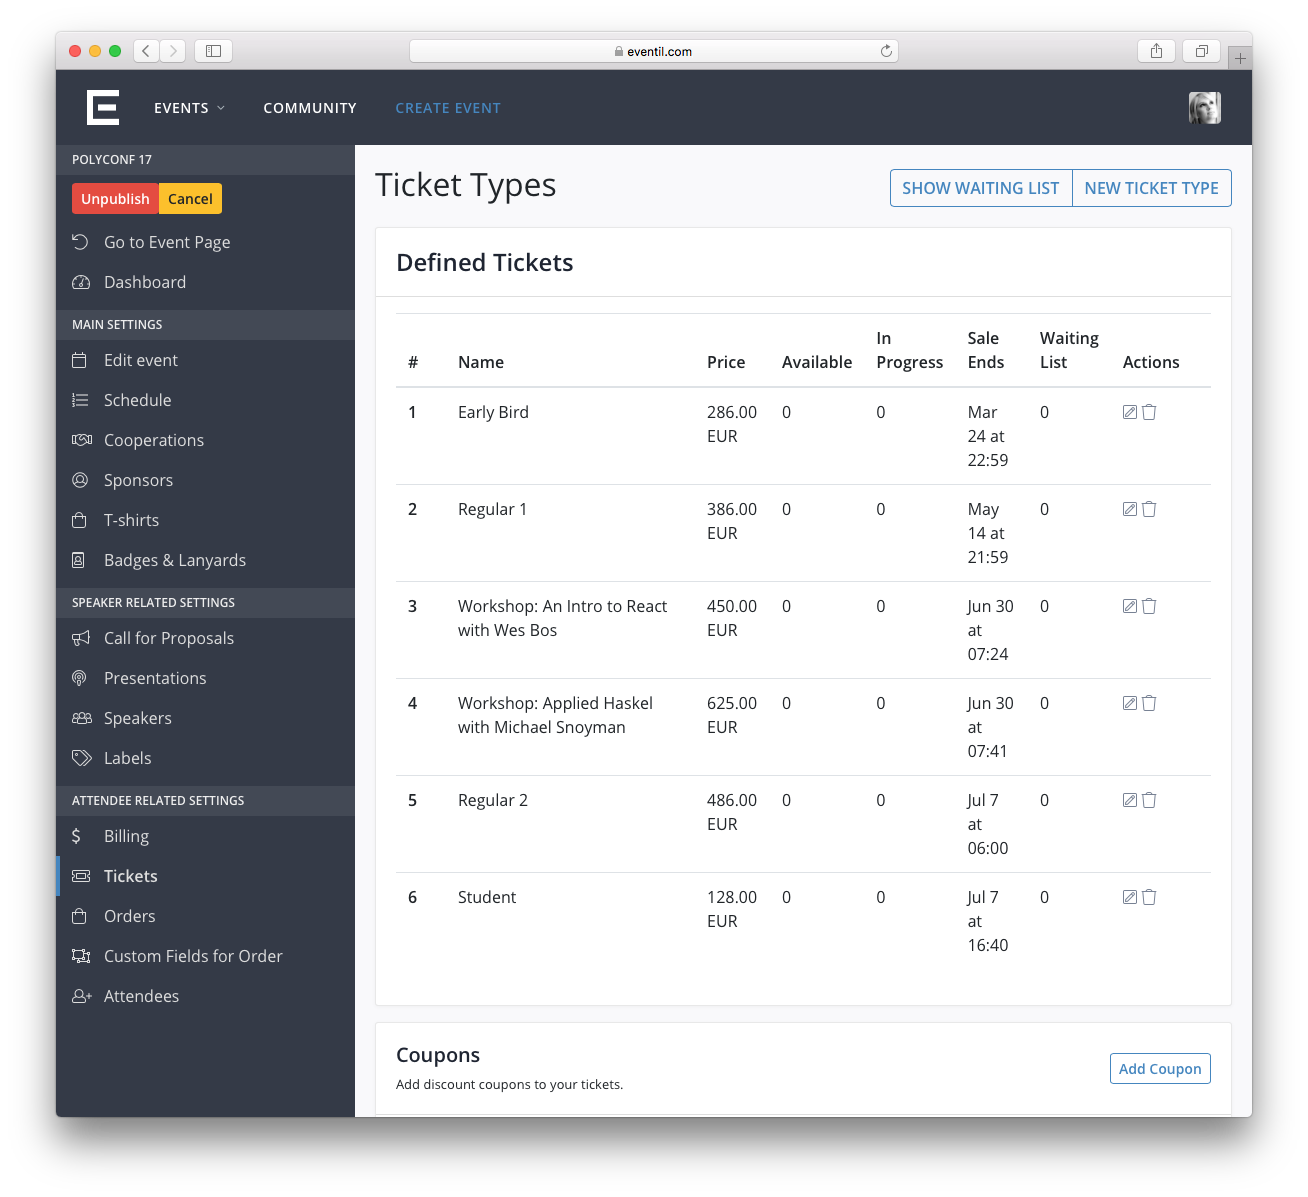 eventil.com
E EVENTS COMMUNITY CREATE EVENT
POLYCONF 17
Unpublish Cancel
Go to Event Page
Dashboard
MAIN SETTINGS
Edit event
Schedule
Cooperations
Sponsors
T-shirts
Badges & Lanyards
SPEAKER RELATED SETTINGS
Call for Proposals
Presentations
Speakers
Labels
ATTENDEE RELATED SETTINGS
Billing
Tickets
Orders
Custom Fields for Order
Attendees
Ticket Types
SHOW WAITING LIST NEW TICKET TYPE
Defined Tickets
In Sale Waiting
# Name Price Available Progress Ends List Actions
1 Early Bird 286.00 0 0 Mar 0
EUR 24 at
22:59
2 Regular 1 386.00 0 0 May 0
EUR 14 at
21:59
3 Workshop: An Intro to React 450.00 0 0 Jun 30 0
with Wes Bos EUR at
07:24
4 Workshop: Applied Haskel 625.00 0 0 Jun 30 0
with Michael Snoyman EUR at
07:41
5 Regular 2 486.00 0 0 Jul 7 0
EUR at
06:00
6 Student 128.00 0 0 Jul 7 0
EUR at
16:40
Coupons
Add discount coupons to your tickets.
Add Coupon